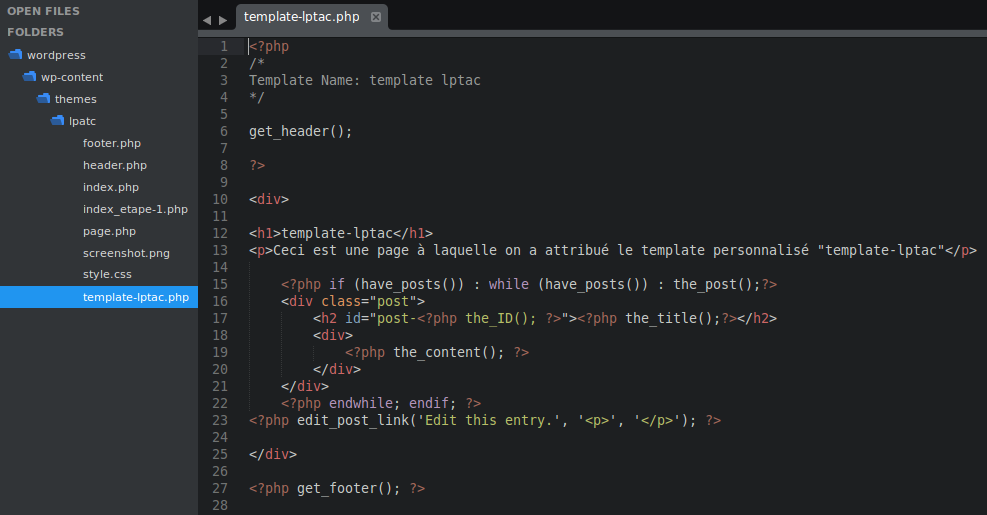 OPEN FILES
FOLDERS
wordpress
wp-content
themes
lpatc
footer.php
header.php
index.php
index_etape-1.php
page.php
screenshot.png
style.css
template-lptac.php
template-lptac.php
1 <?php
2 /*
3 Template Name: template lptac
4 */
5
6 get_header();
7
8 ?>
9
10 <div>
11
12 <h1>template-lptac</h1>
13 <p>Ceci est une page à laquelle on a attribué le template personnalisé "template-lptac"</p>
14
15     <?php if (have_posts()) : while (have_posts()) : the_post();?>
16     <div class="post">
17         <h2 id="post-<?php the_ID(); ?>"><?php the_title();?></h2>
18         <div>
19             <?php the_content(); ?>
20         </div>
21     </div>
22     <?php endwhile; endif; ?>
23 <?php edit_post_link('Edit this entry.', '<p>', '</p>'); ?>
24
25 </div>
26
27 <?php get_footer(); ?>
28